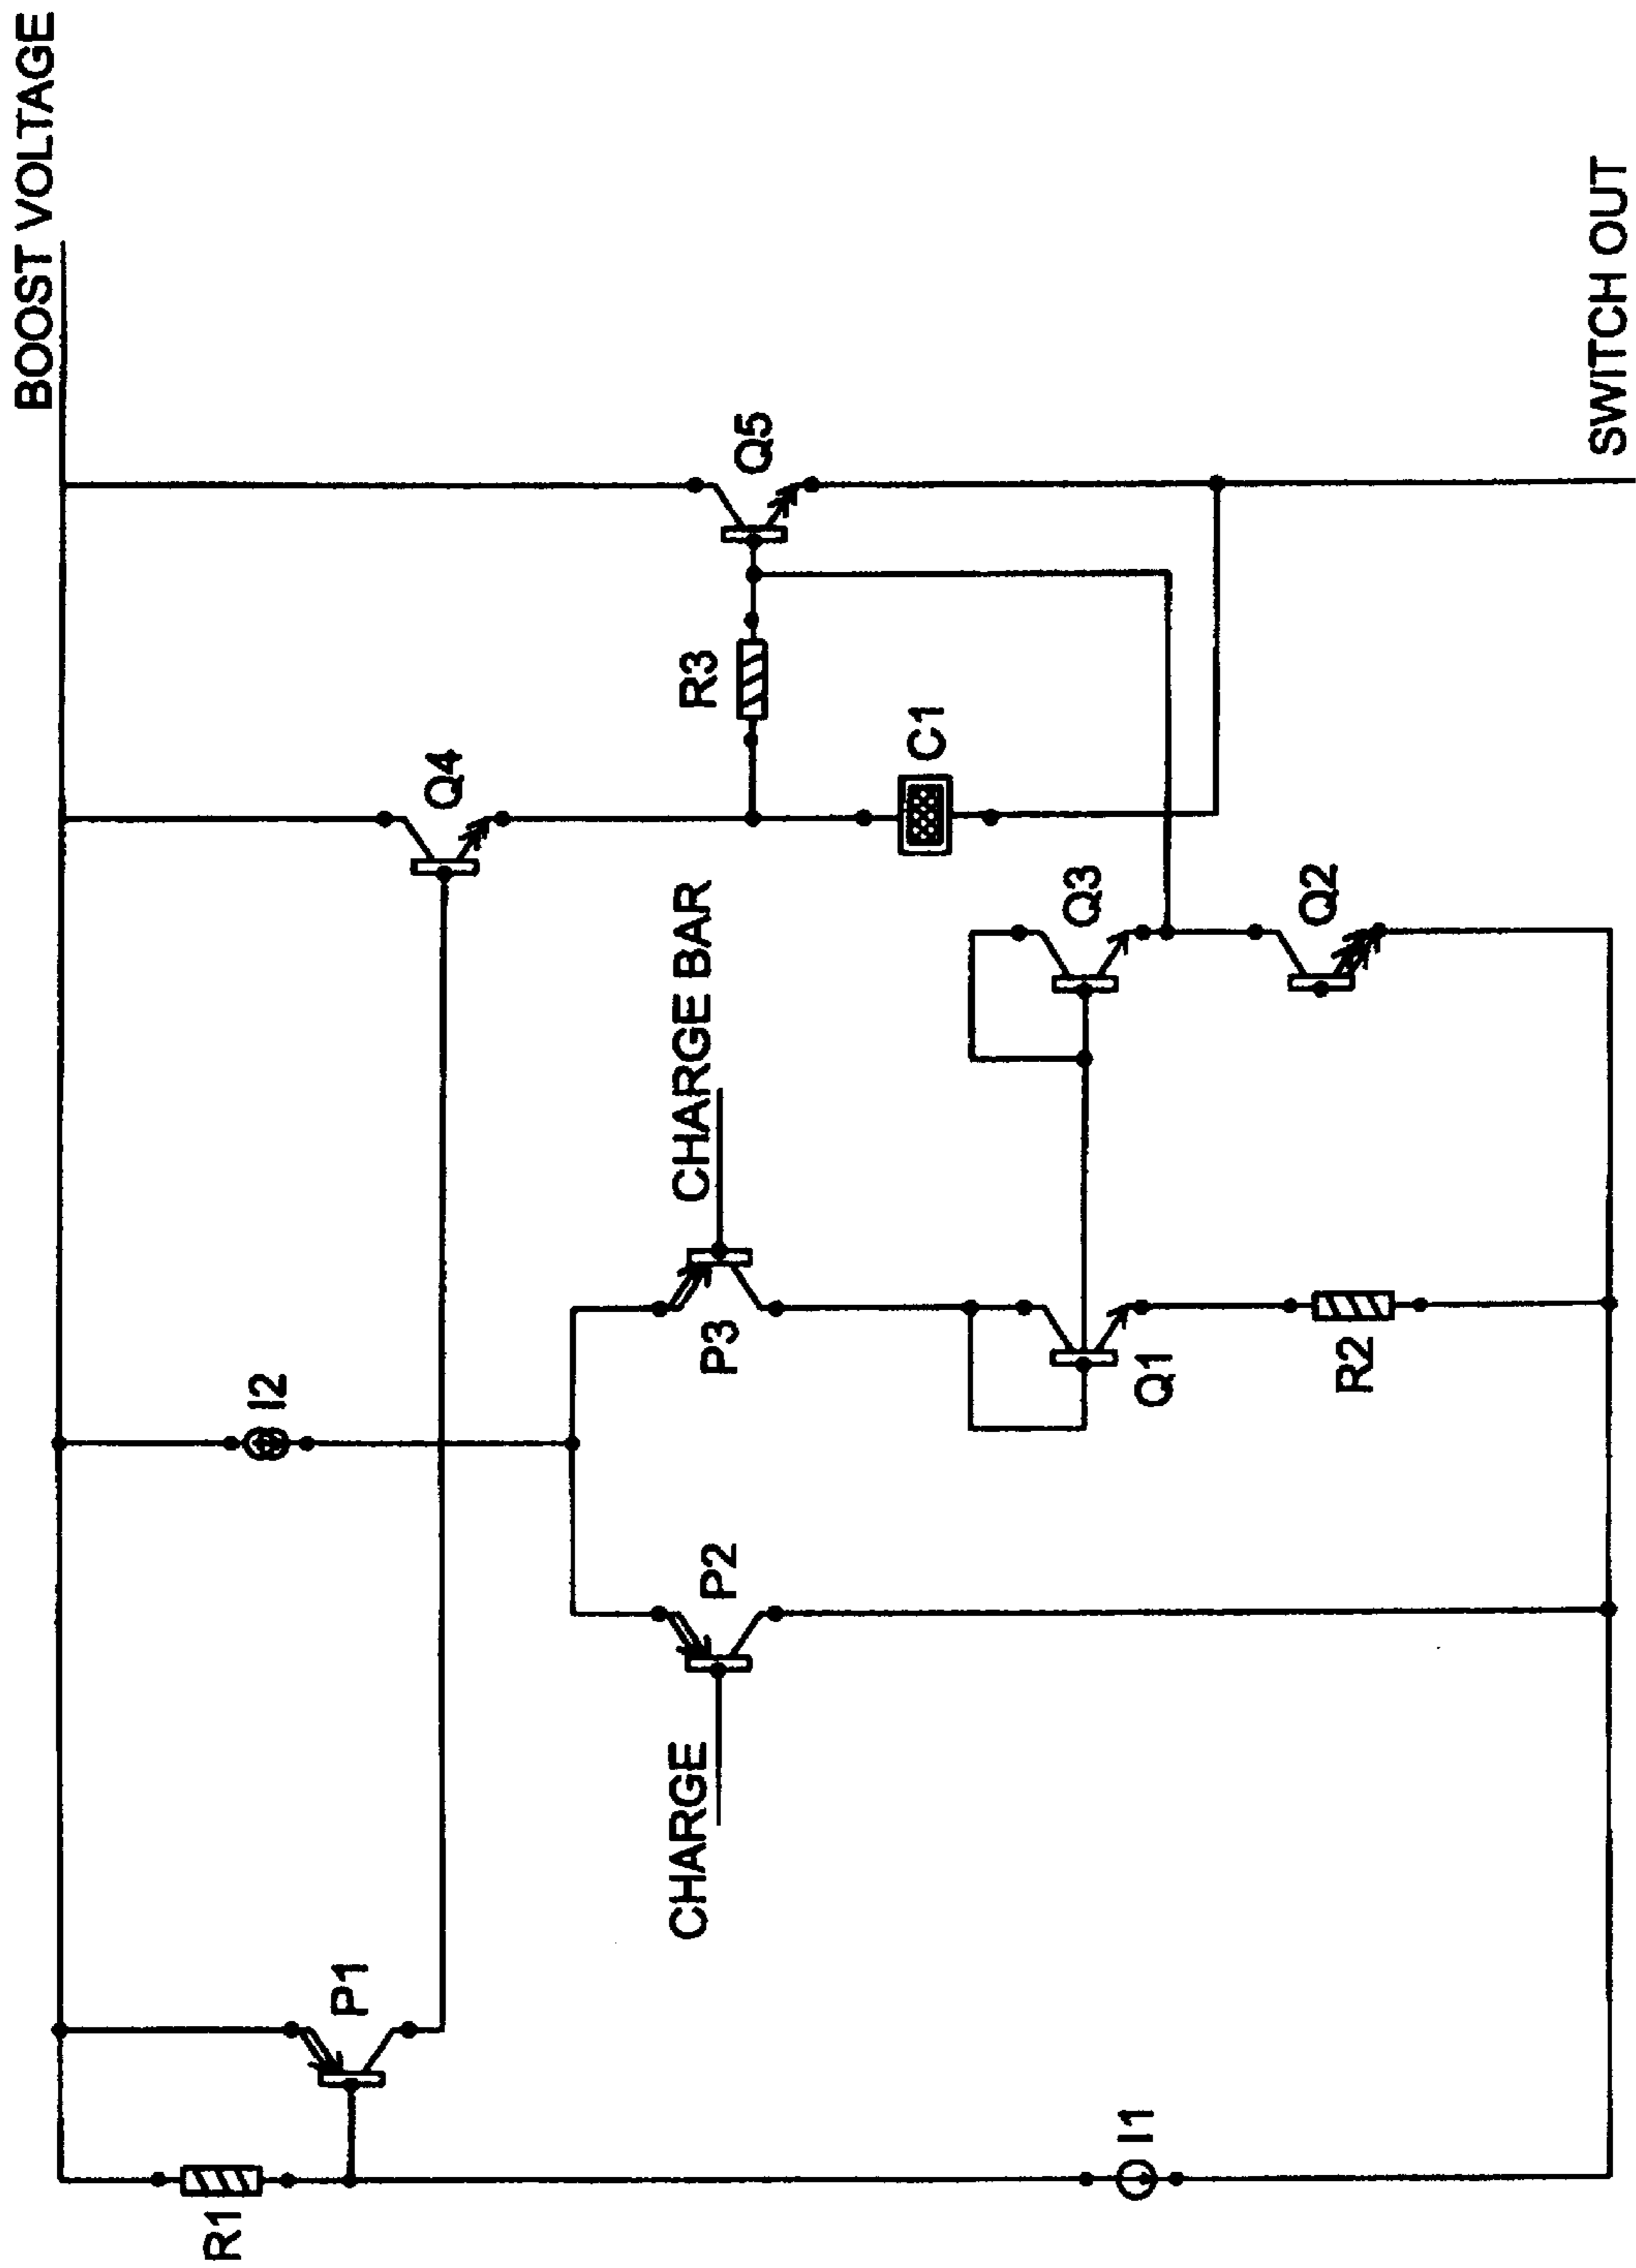 BOOST VOLTAGE
R1
P1
I2
Q4
CHARGE
P2
P3
CHARGE BAR
R3
Q5
C1
Q1
Q3
I1
R2
Q2
SWITCH OUT